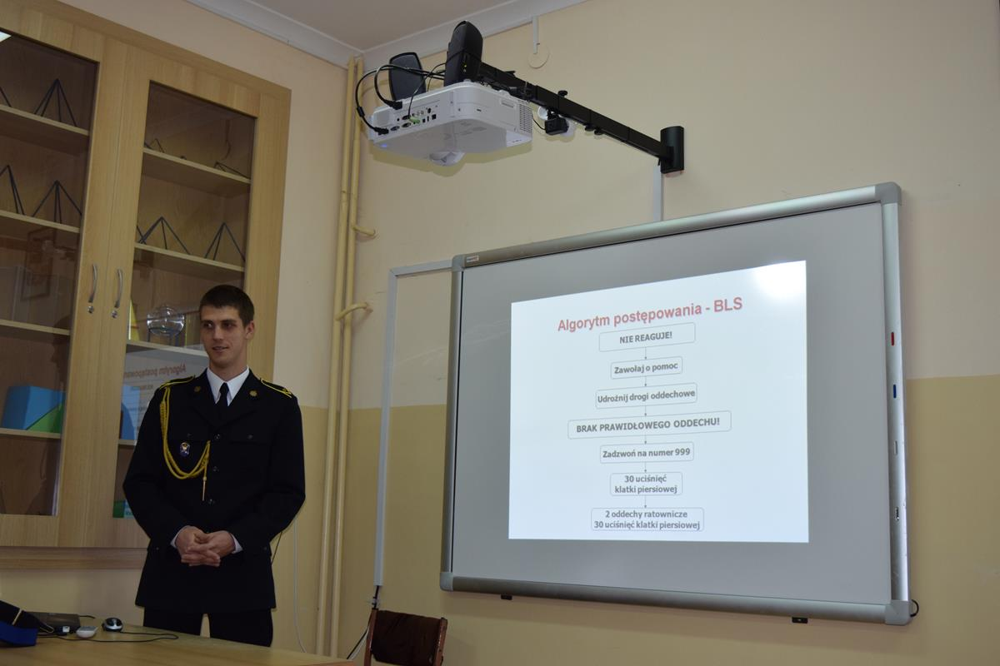 Algorytm postępowania - BLS
NIE REAGUJE!
Zawołaj o pomoc
Udrożnij drogi oddechowe
BRAK PRAWIDŁOWEGO ODDECHU!
Zadzwoń na numer 999
30 uciśnięć
klatki piersiowej
2 oddechy ratownicze
30 uciśnięć klatki piersiowej